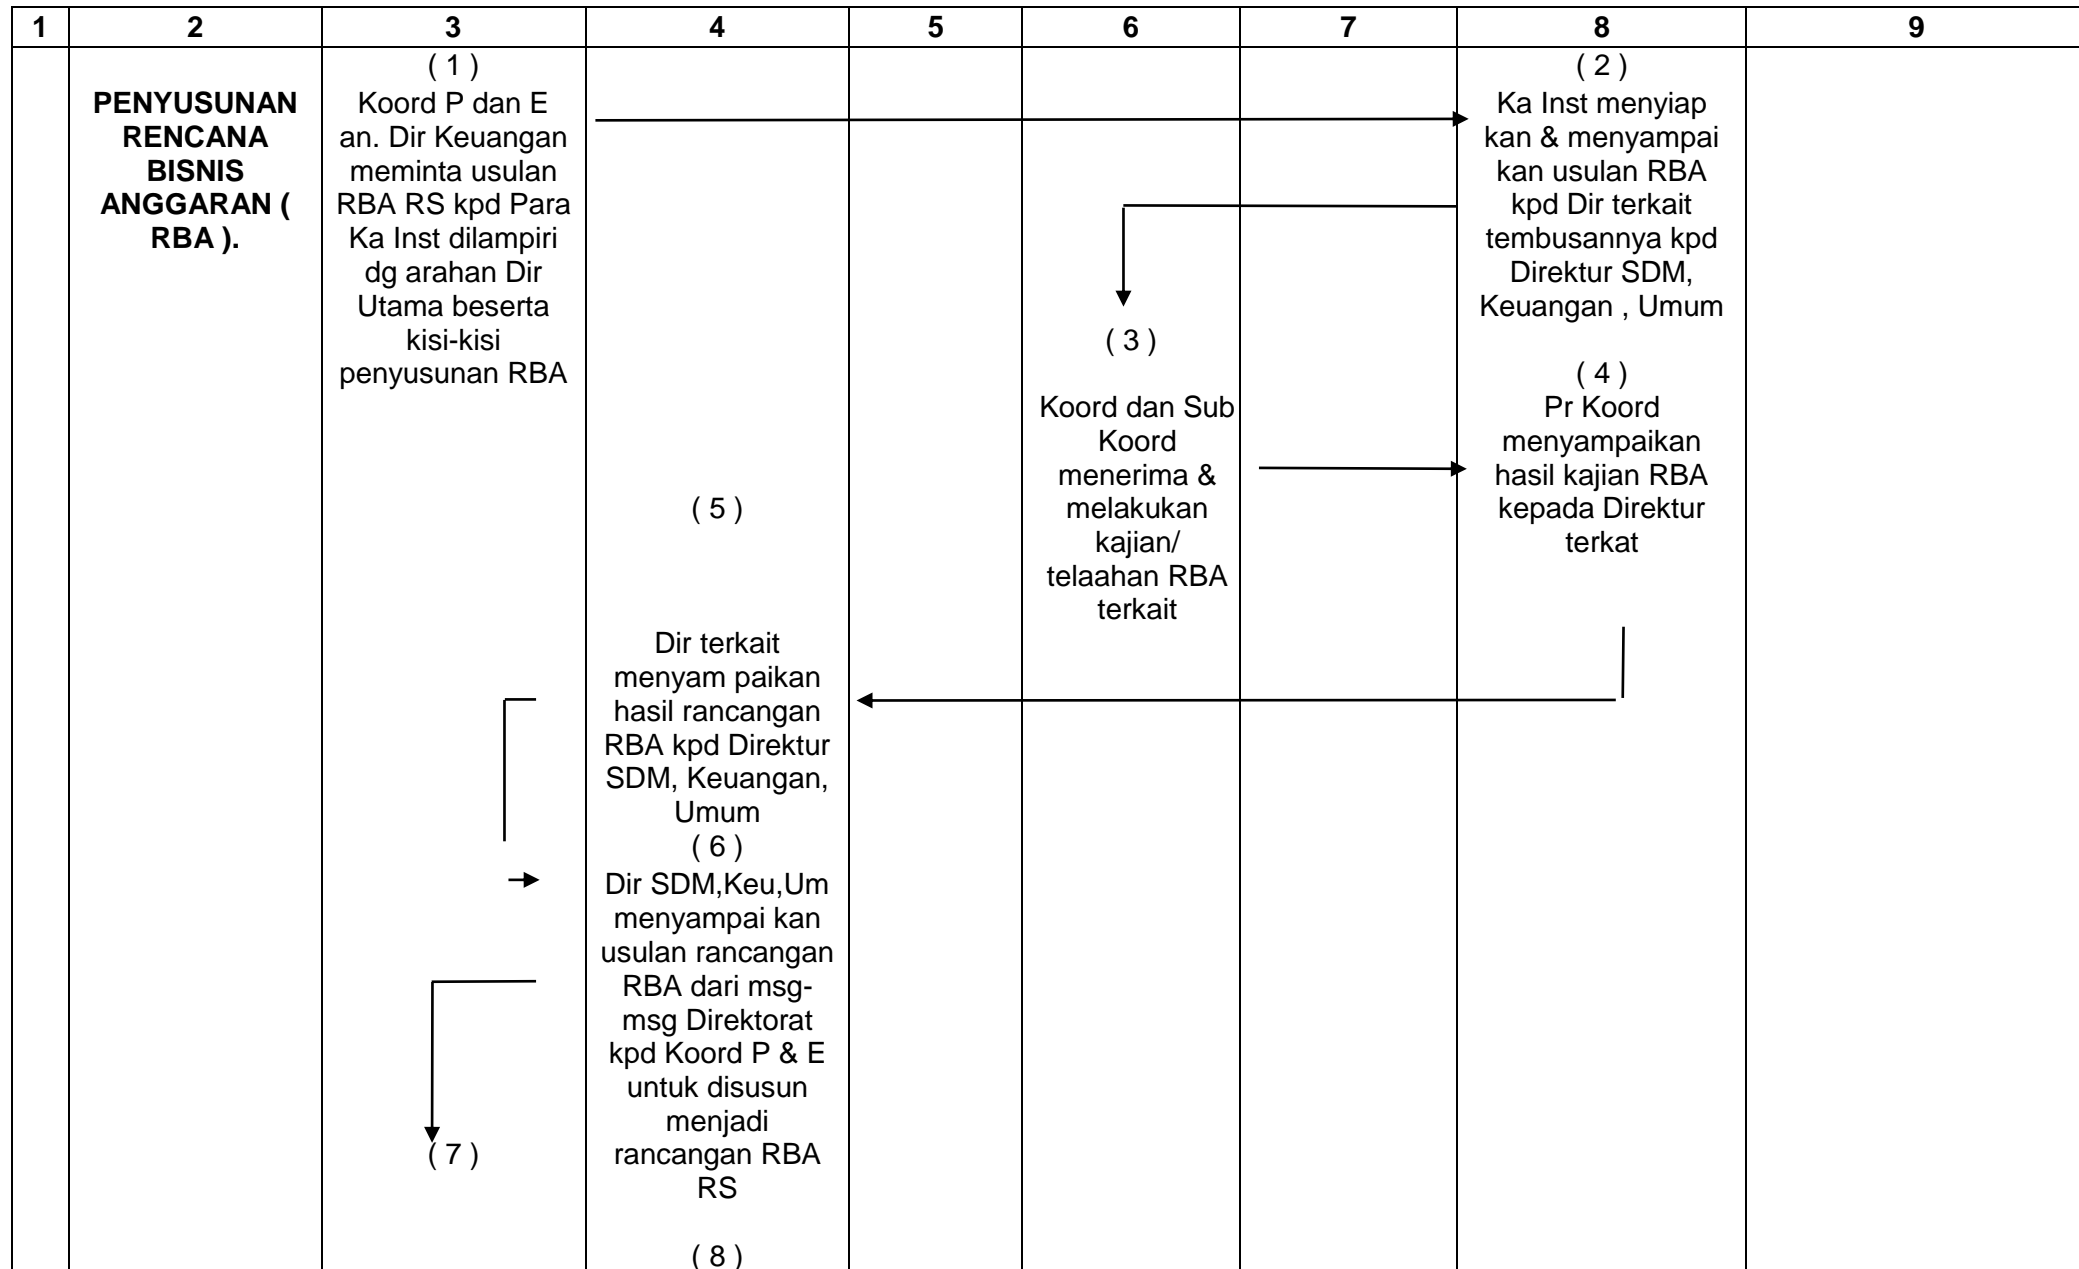 1 2 3 4 5 6 7 8 9
PENYUSUNAN
RENCANA
BISNIS
ANGGARAN (
RBA ).
( 1 )
Koord P dan E
an. Dir Keuangan
meminta usulan
RBA RS kpd Para
Ka Inst dilampiri
dg arahan Dir
Utama beserta
kisi-kisi
penyusunan RBA
( 7 )
( 5 )
Dir terkait
menyam paikan
hasil rancangan
RBA kpd Direktur
SDM, Keuangan,
Umum
( 6 )
Dir SDM,Keu,Um
menyampai kan
usulan rancangan
RBA dari msg-
msg Direktorat
kpd Koord P & E
untuk disusun
menjadi
rancangan RBA
RS
( 8 )
( 3 )
Koord dan Sub
Koord
menerima &
melakukan
kajian/
telaahan RBA
terkait
( 2 )
Ka Inst menyiap
kan & menyampai
kan usulan RBA
kpd Dir terkait
tembusannya kpd
Direktur SDM,
Keuangan , Umum
( 4 )
Pr Koord
menyampaikan
hasil kajian RBA
kepada Direktur
terkat